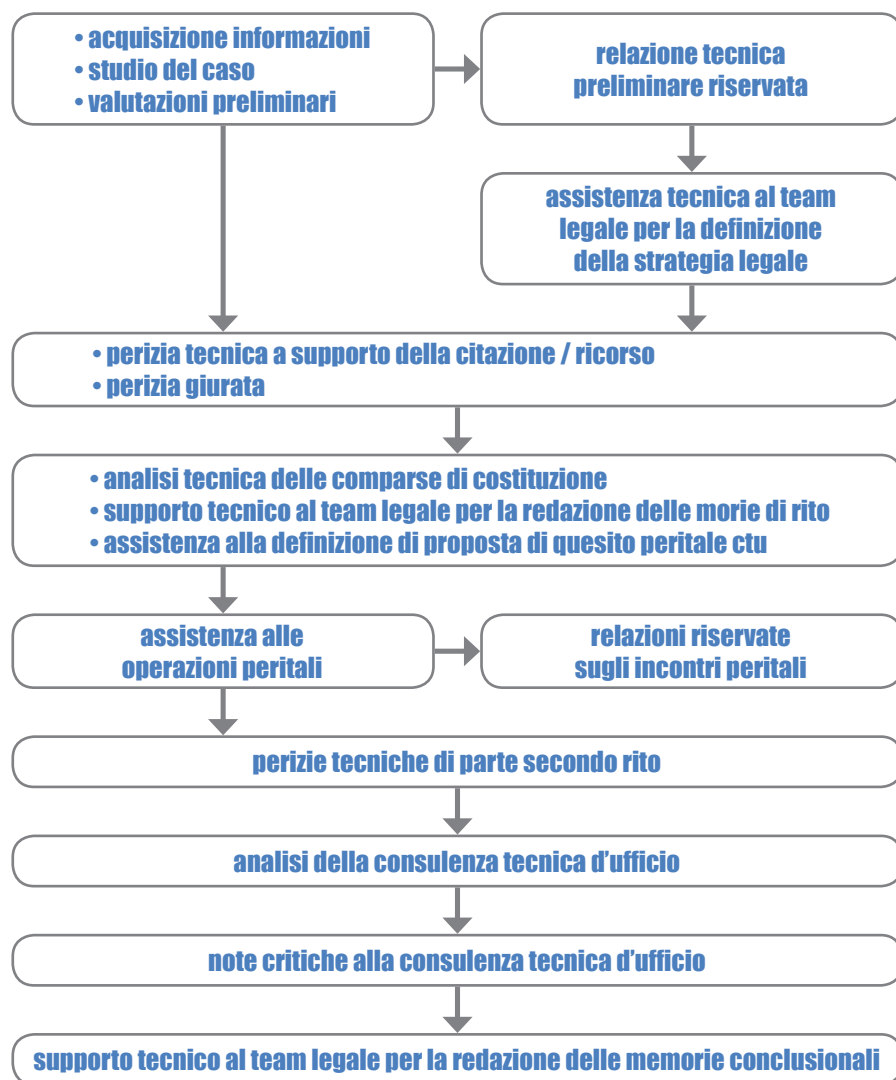 • acquisizione informazioni
• studio del caso
• valutazioni preliminari
relazione tecnica
preliminare riservata
assistenza tecnica al team
legale per la definizione
della strategia legale
• perizia tecnica a supporto della citazione / ricorso
• perizia giurata
• analisi tecnica delle comparse di costituzione
• supporto tecnico al team legale per la redazione delle morie di rito
• assistenza alla definizione di proposta di quesito peritale ctu
assistenza alle
operazioni peritali
relazioni riservate
sugli incontri peritali
perizie tecniche di parte secondo rito
analisi della consulenza tecnica d’ufficio
note critiche alla consulenza tecnica d’ufficio
supporto tecnico al team legale per la redazione delle memorie conclusionali